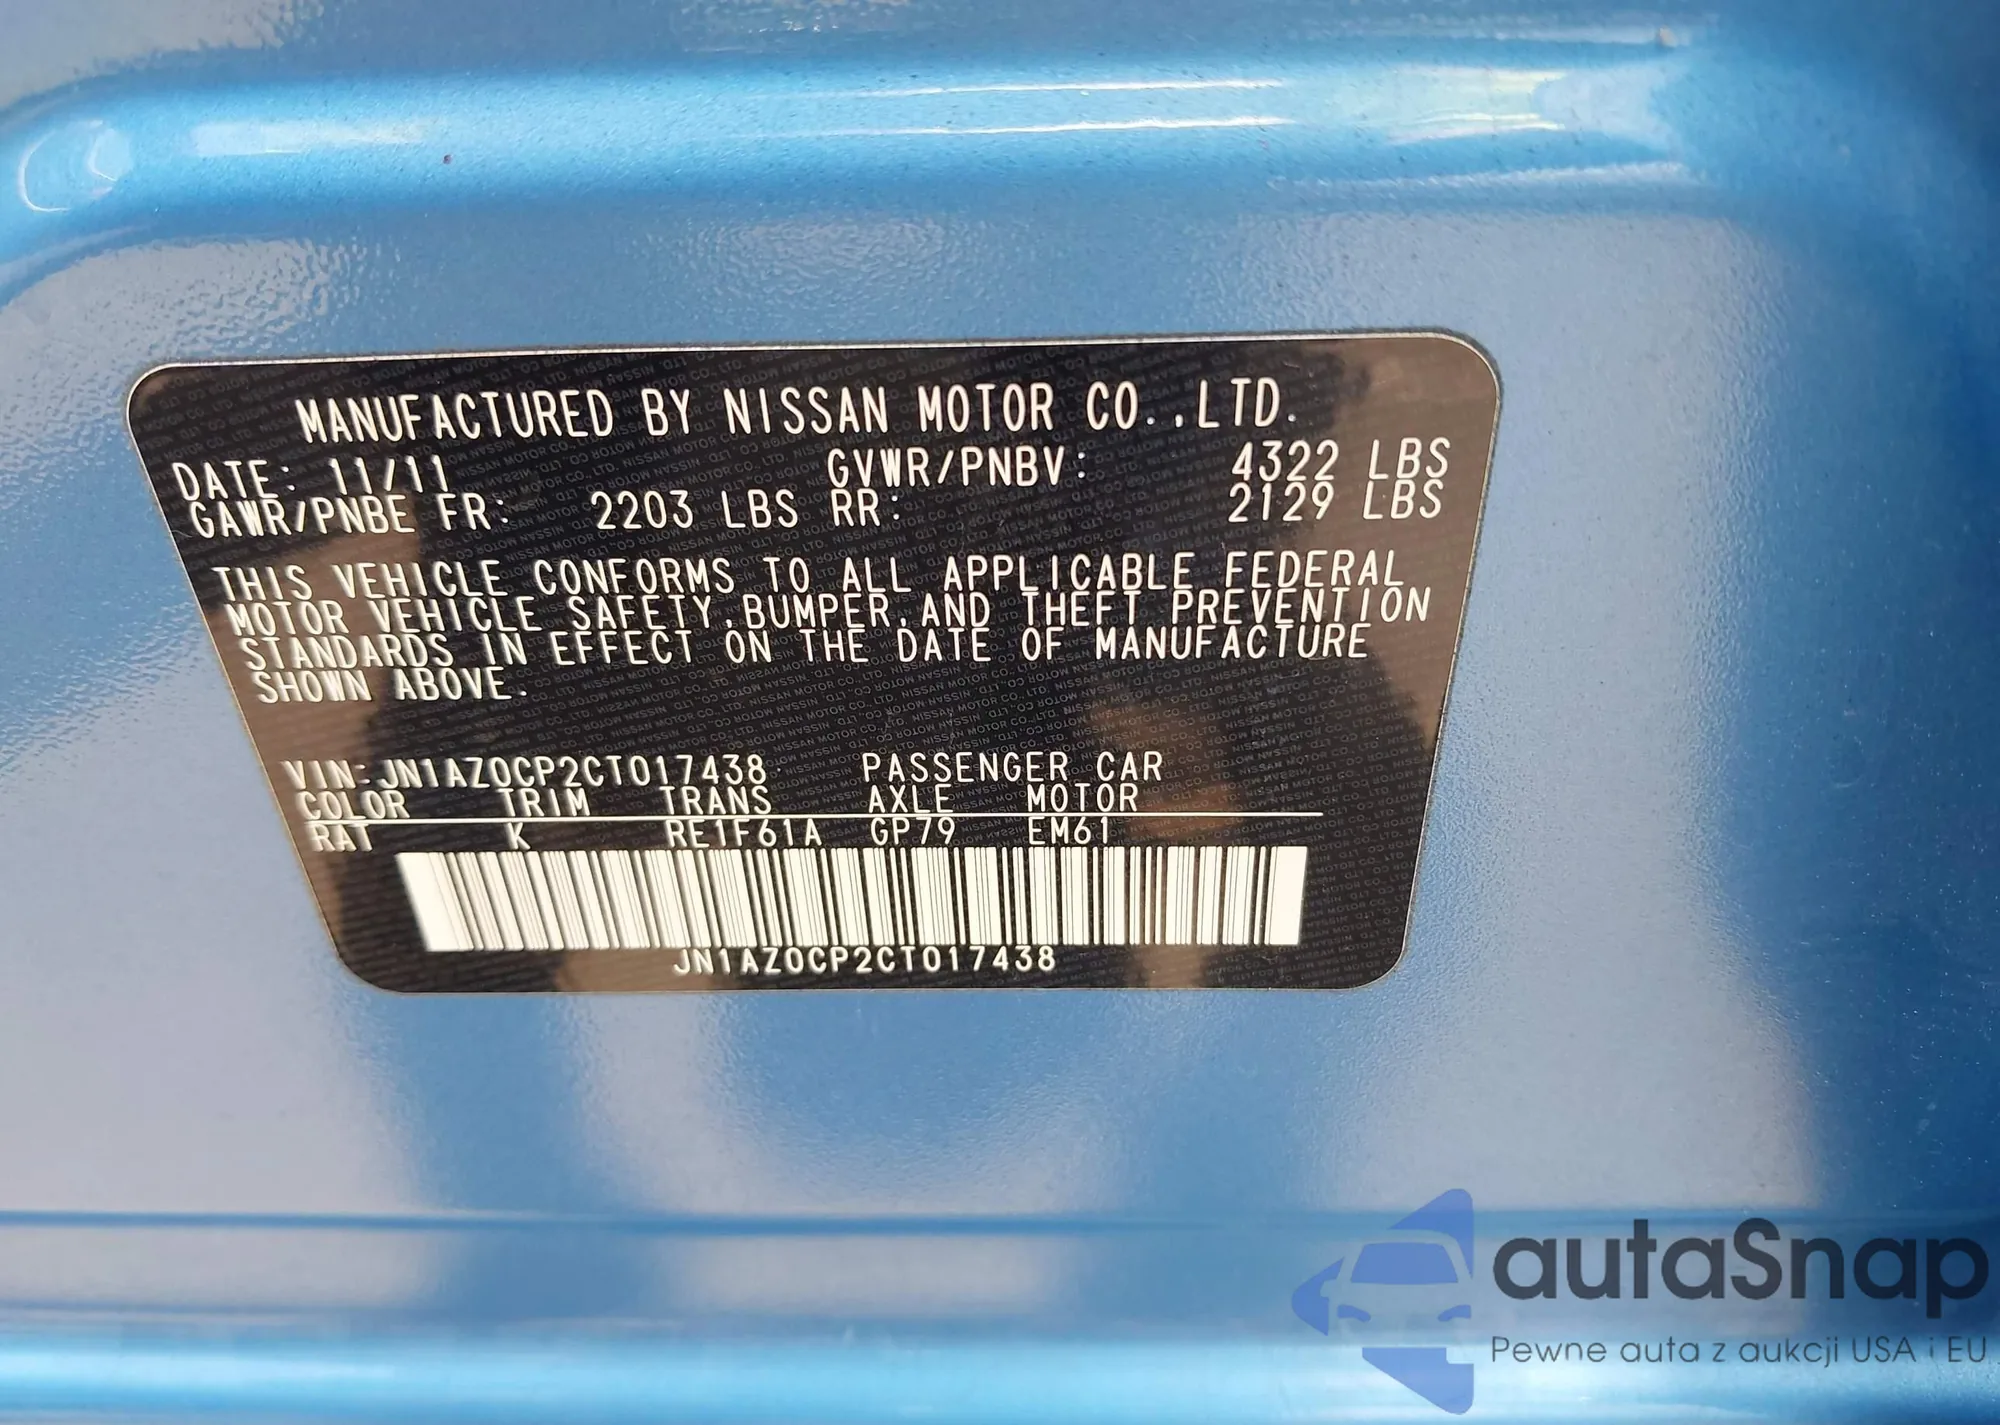 MANUFACTURED BY NISSAN MOTOR CO.,LTD.
DATE: 11/11 GVWR/PNBV: 4322 LBS
GAWR/PNBE FR: 2203 LBS RR: 2129 LBS
THIS VEHICLE CONFORMS TO ALL APPLICABLE FEDERAL
MOTOR VEHICLE SAFETY,BUMPER,AND THEFT PREVENTION
STANDARDS IN EFFECT ON THE DATE OF MANUFACTURE
SHOWN ABOVE.
VIN:JN1AZ0CP2CT017438 PASSENGER CAR
COLOR TRIM TRANS AXLE MOTOR
RAT K RE1F61A GP79 EM61
JN1AZ0CP2CT017438
autaSnap
Pewne auta z aukcji USA i EU